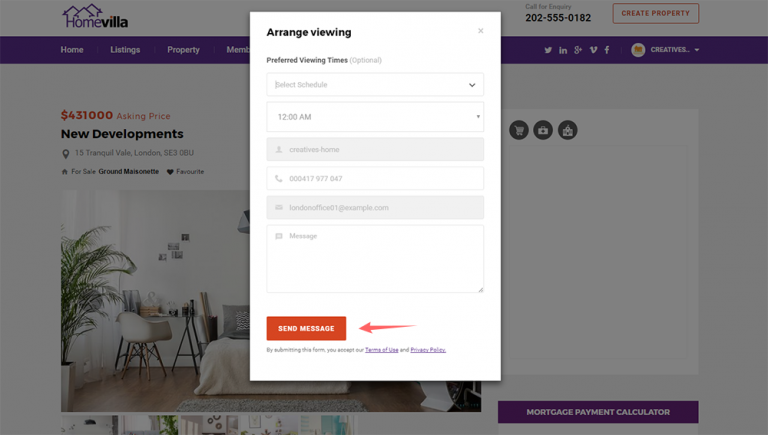 Homevilla
Call for Enquiry
202-555-0182
CREATE PROPERTY
Home
Listings
Property
Memb
CREATIVES..
Arrange viewing
×
Preferred Viewing Times (Optional)
Select Schedule
12:00 AM
creatives-home
000417 977 047
londonoffice01@example.com
Message
SEND MESSAGE
By submitting this form, you accept our Terms of Use and Privacy Policy.
$431000 Asking Price
New Developments
15 Tranquil Vale, London, SE3 0BU
For Sale Ground Maisonette Favourite
MORTGAGE PAYMENT CALCULATOR